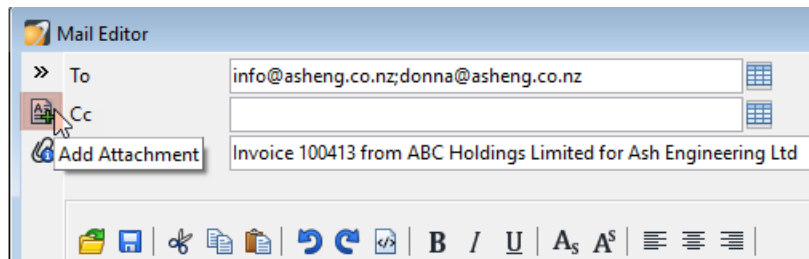 Mail Editor
» To info@asheng.co.nz;donna@asheng.co.nz
Cc
Add Attachment Invoice 100413 from ABC Holdings Limited for Ash Engineering Ltd
B I U As A^S